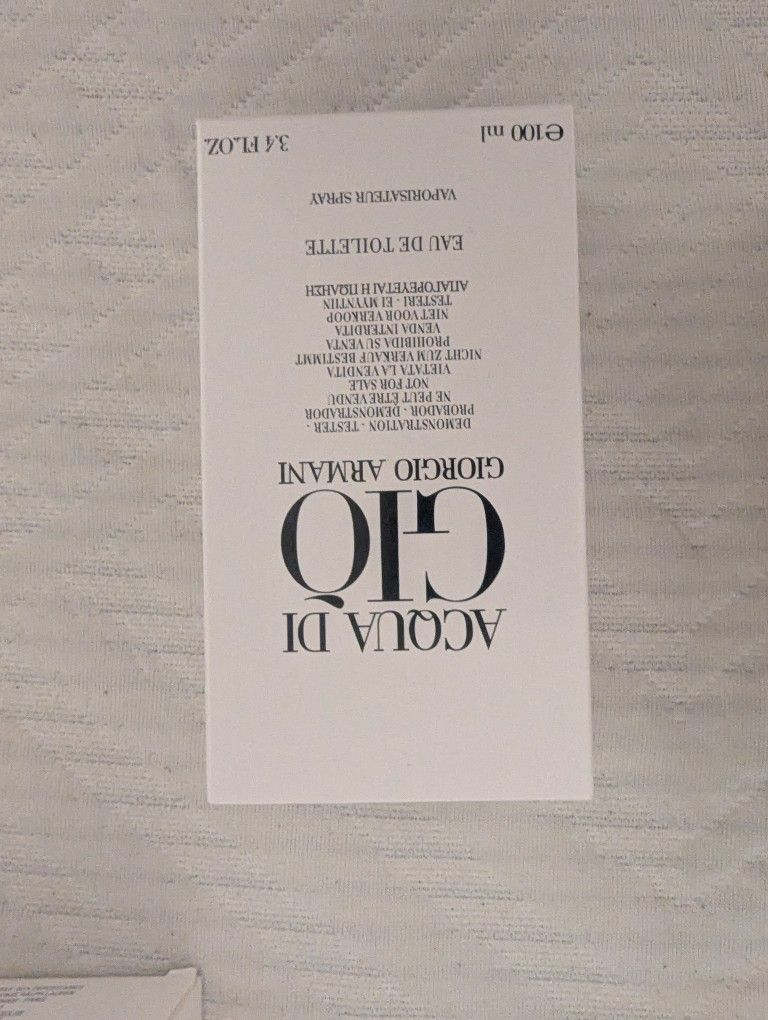 ACQUA DI
GIÒ
GIORGIO ARMANI
DEMONSTRATION . TESTER .
PROBADOR . DEMONSTRADOR
NE PEUT ÊTRE VENDU
NOT FOR SALE
VIETATA LA VENDITA
NICHT ZUM VERKAUF BESTIMMT
PROHIBIDA SU VENTA
VENDA INTERDITA
NIET VOOR VERKOOP
TESTERI . EI MYYNTIIN
ΑΠΑΓΟΡΕΥΕΤΑΙ Η ΠΩΛΗΣΗ
EAU DE TOILETTE
VAPORISATEUR SPRAY
℮100 ml 3.4 FL.OZ.